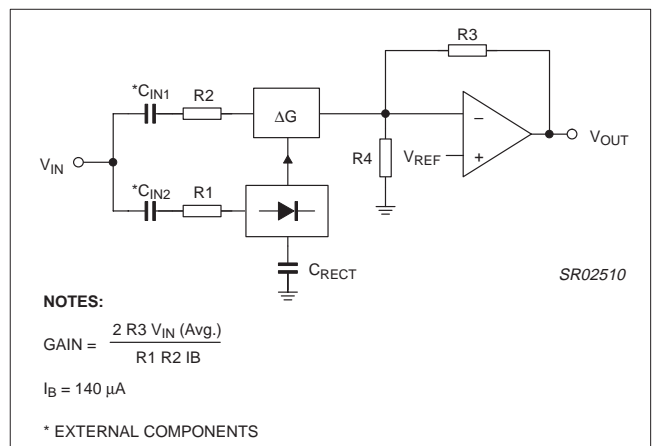 R3
*CIN1
R2
ΔG
−
VOUT
VIN
R4
VREF
+
*CIN2
R1
CRECT
SR02510
NOTES:
GAIN = 2 R3 VIN (Avg.)
R1 R2 IB
IB = 140 μA
* EXTERNAL COMPONENTS